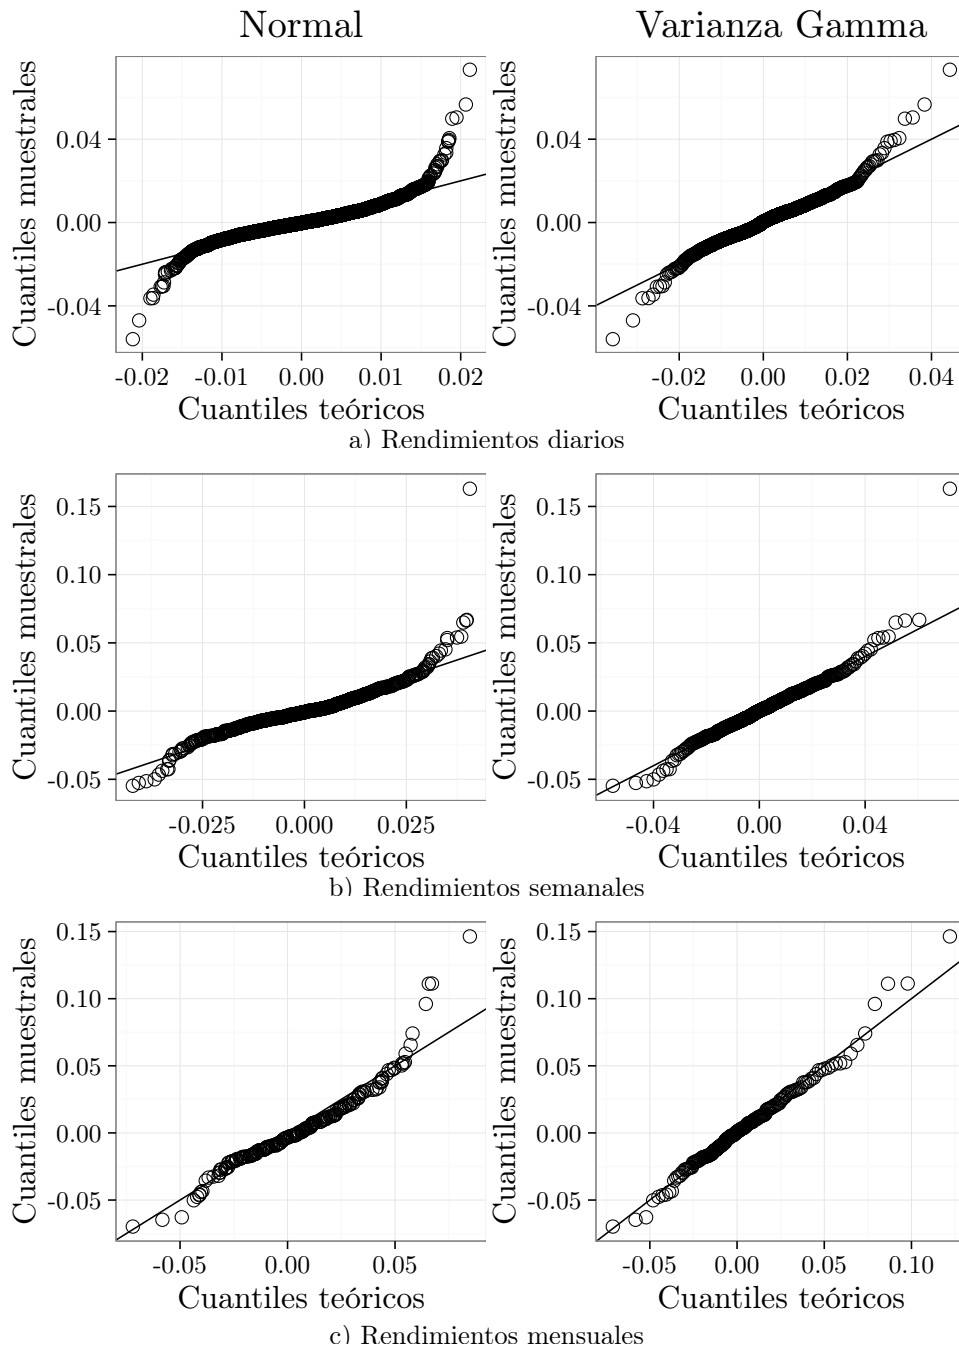 Normal
Varianza Gamma
Cuantiles muestrales
0.04
0.00
-0.04
-0.02 -0.01 0.00 0.01 0.02
Cuantiles teóricos
Cuantiles muestrales
0.04
0.00
-0.04
-0.02 0.00 0.02 0.04
Cuantiles teóricos
a) Rendimientos diarios
Cuantiles muestrales
0.15
0.10
0.05
0.00
-0.05
-0.025 0.000 0.025
Cuantiles teóricos
Cuantiles muestrales
0.15
0.10
0.05
0.00
-0.05
-0.04 0.00 0.04
Cuantiles teóricos
b) Rendimientos semanales
Cuantiles muestrales
0.15
0.10
0.05
0.00
-0.05
-0.05 0.00 0.05
Cuantiles teóricos
Cuantiles muestrales
0.15
0.10
0.05
0.00
-0.05
-0.05 0.00 0.05 0.10
Cuantiles teóricos
c) Rendimientos mensuales